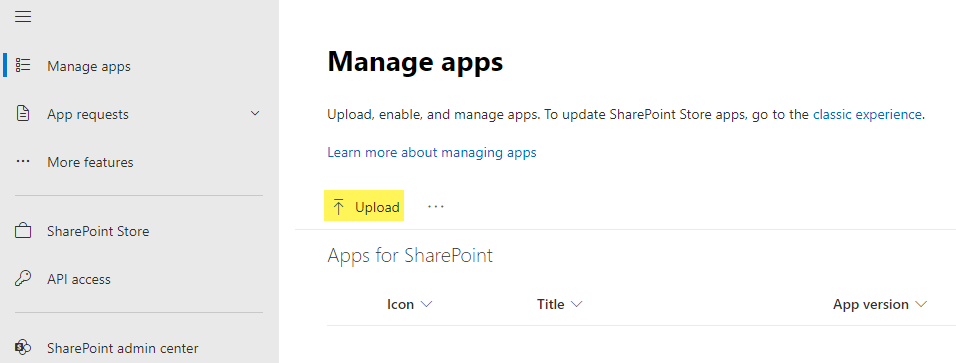 Manage apps
App requests
More features
SharePoint Store
API access
SharePoint admin center
Manage apps
Upload, enable, and manage apps. To update SharePoint Store apps, go to the classic experience.
Learn more about managing apps
Upload
Apps for SharePoint
Icon Title App version